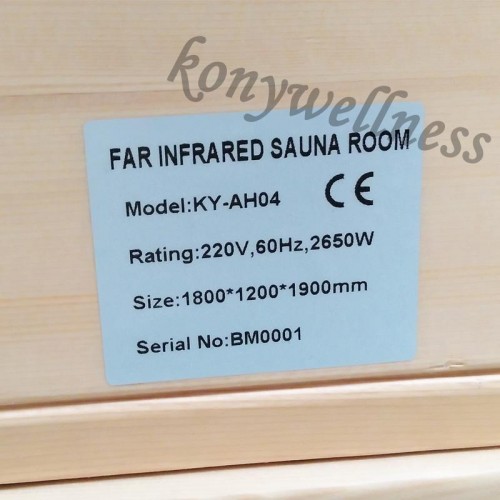 konywellness
FAR INFRARED SAUNA ROOM
Model:KY-AH04 CE
Rating:220V,60Hz,2650W
Size:1800*1200*1900mm
Serial No:BM0001